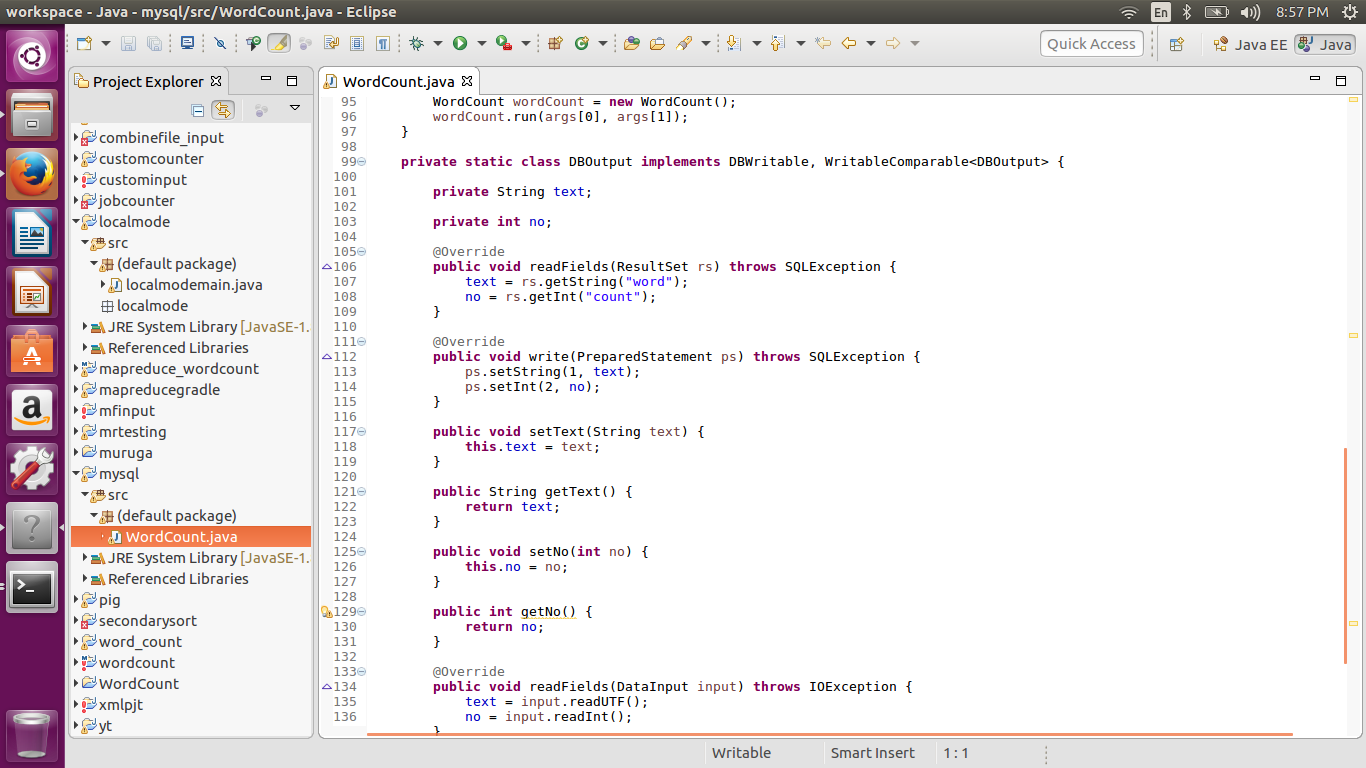 workspace - Java - mysql/src/WordCount.java - Eclipse
En
8:57 PM
Quick Access
Java EE
Java
Project Explorer
combinefile_input
customcounter
custominput
jobcounter
localmode
src
(default package)
localmodemain.java
localmode
JRE System Library [JavaSE-1.
Referenced Libraries
mapreduce_wordcount
mapreducegradle
mfinput
mrtesting
muruga
mysql
src
(default package)
WordCount.java
JRE System Library [JavaSE-1.
Referenced Libraries
pig
secondarysort
word_count
wordcount
WordCount
xmlpjt
yt
WordCount.java
95         WordCount wordCount = new WordCount();
96         wordCount.run(args[0], args[1]);
97     }
98
99     private static class DBOutput implements DBWritable, WritableComparable<DBOutput> {
100
101         private String text;
102
103         private int no;
104
105         @Override
106         public void readFields(ResultSet rs) throws SQLException {
107             text = rs.getString("word");
108             no = rs.getInt("count");
109         }
110
111         @Override
112         public void write(PreparedStatement ps) throws SQLException {
113             ps.setString(1, text);
114             ps.setInt(2, no);
115         }
116
117         public void setText(String text) {
118             this.text = text;
119         }
120
121         public String getText() {
122             return text;
123         }
124
125         public void setNo(int no) {
126             this.no = no;
127         }
128
129         public int getNo() {
130             return no;
131         }
132
133         @Override
134         public void readFields(DataInput input) throws IOException {
135             text = input.readUTF();
136             no = input.readInt();
        }
Writable
Smart Insert
1 : 1